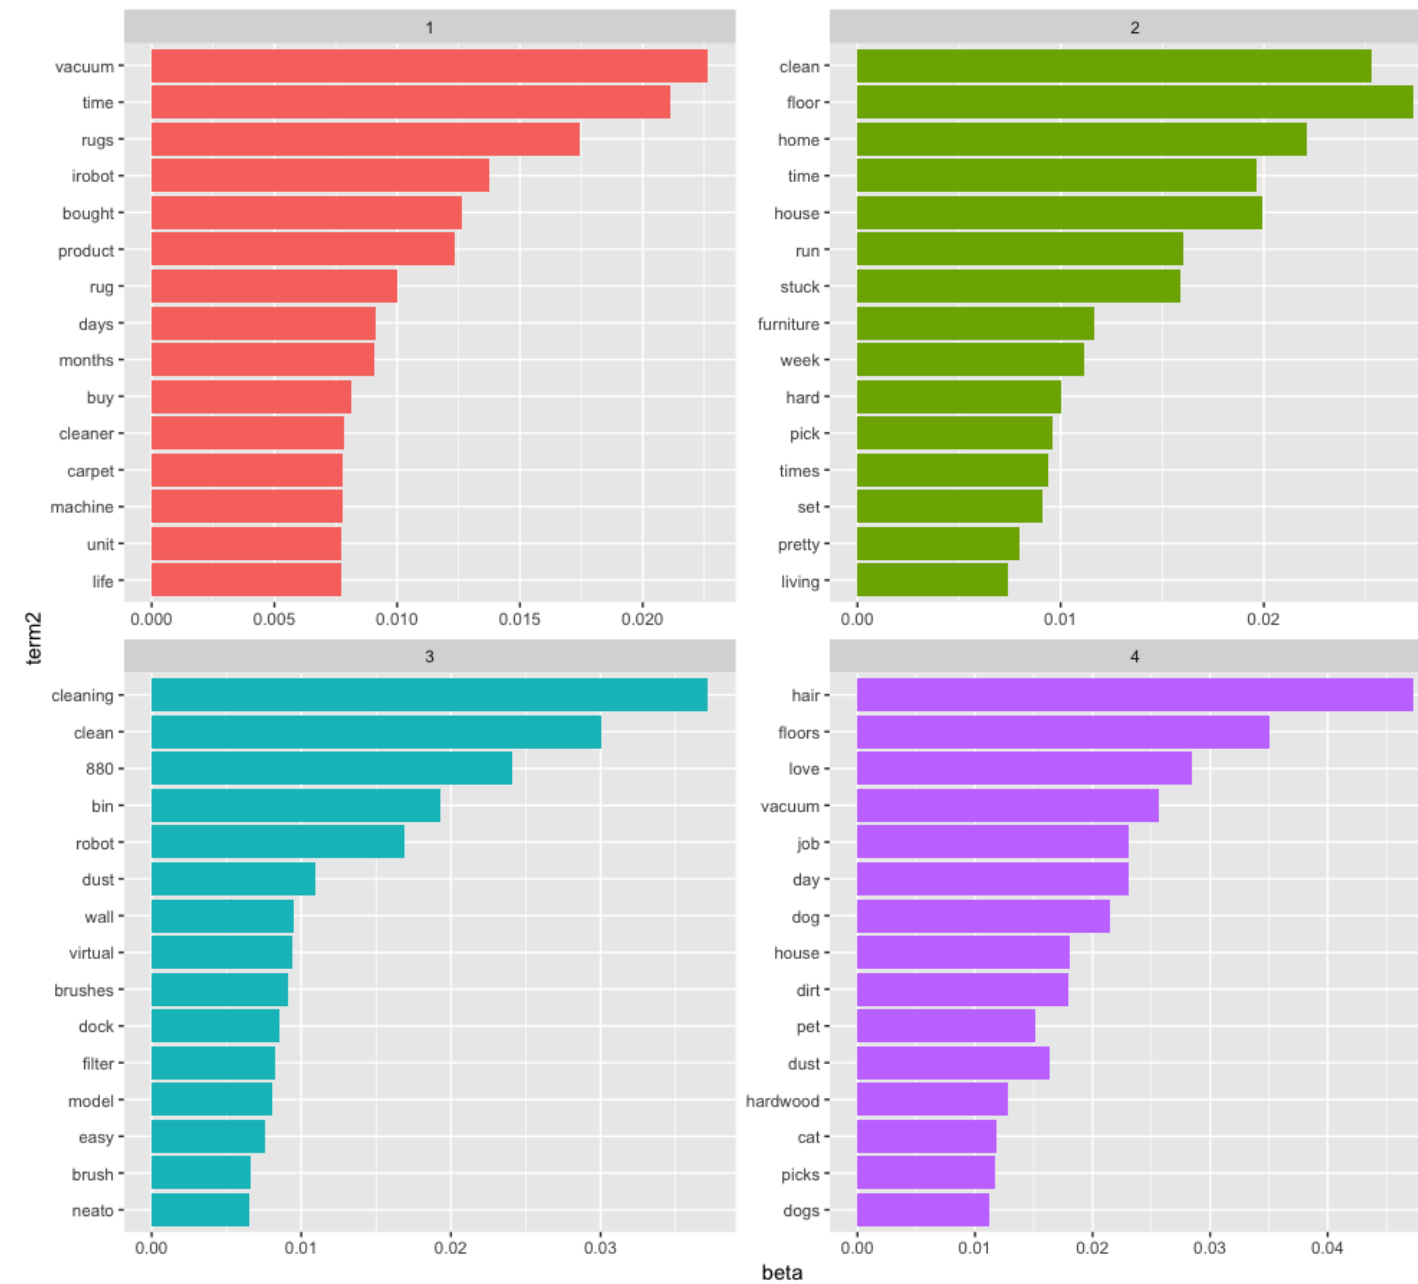 1
vacuum
time
rugs
irobot
bought
product
rug
days
months
buy
cleaner
carpet
machine
unit
life
0.000 0.005 0.010 0.015 0.020
2
clean
floor
home
time
house
run
stuck
furniture
week
hard
pick
times
set
pretty
living
0.00 0.01 0.02
term2
3
cleaning
clean
880
bin
robot
dust
wall
virtual
brushes
dock
filter
model
easy
brush
neato
0.00 0.01 0.02 0.03
4
hair
floors
love
vacuum
job
day
dog
house
dirt
pet
dust
hardwood
cat
picks
dogs
0.00 0.01 0.02 0.03 0.04
beta